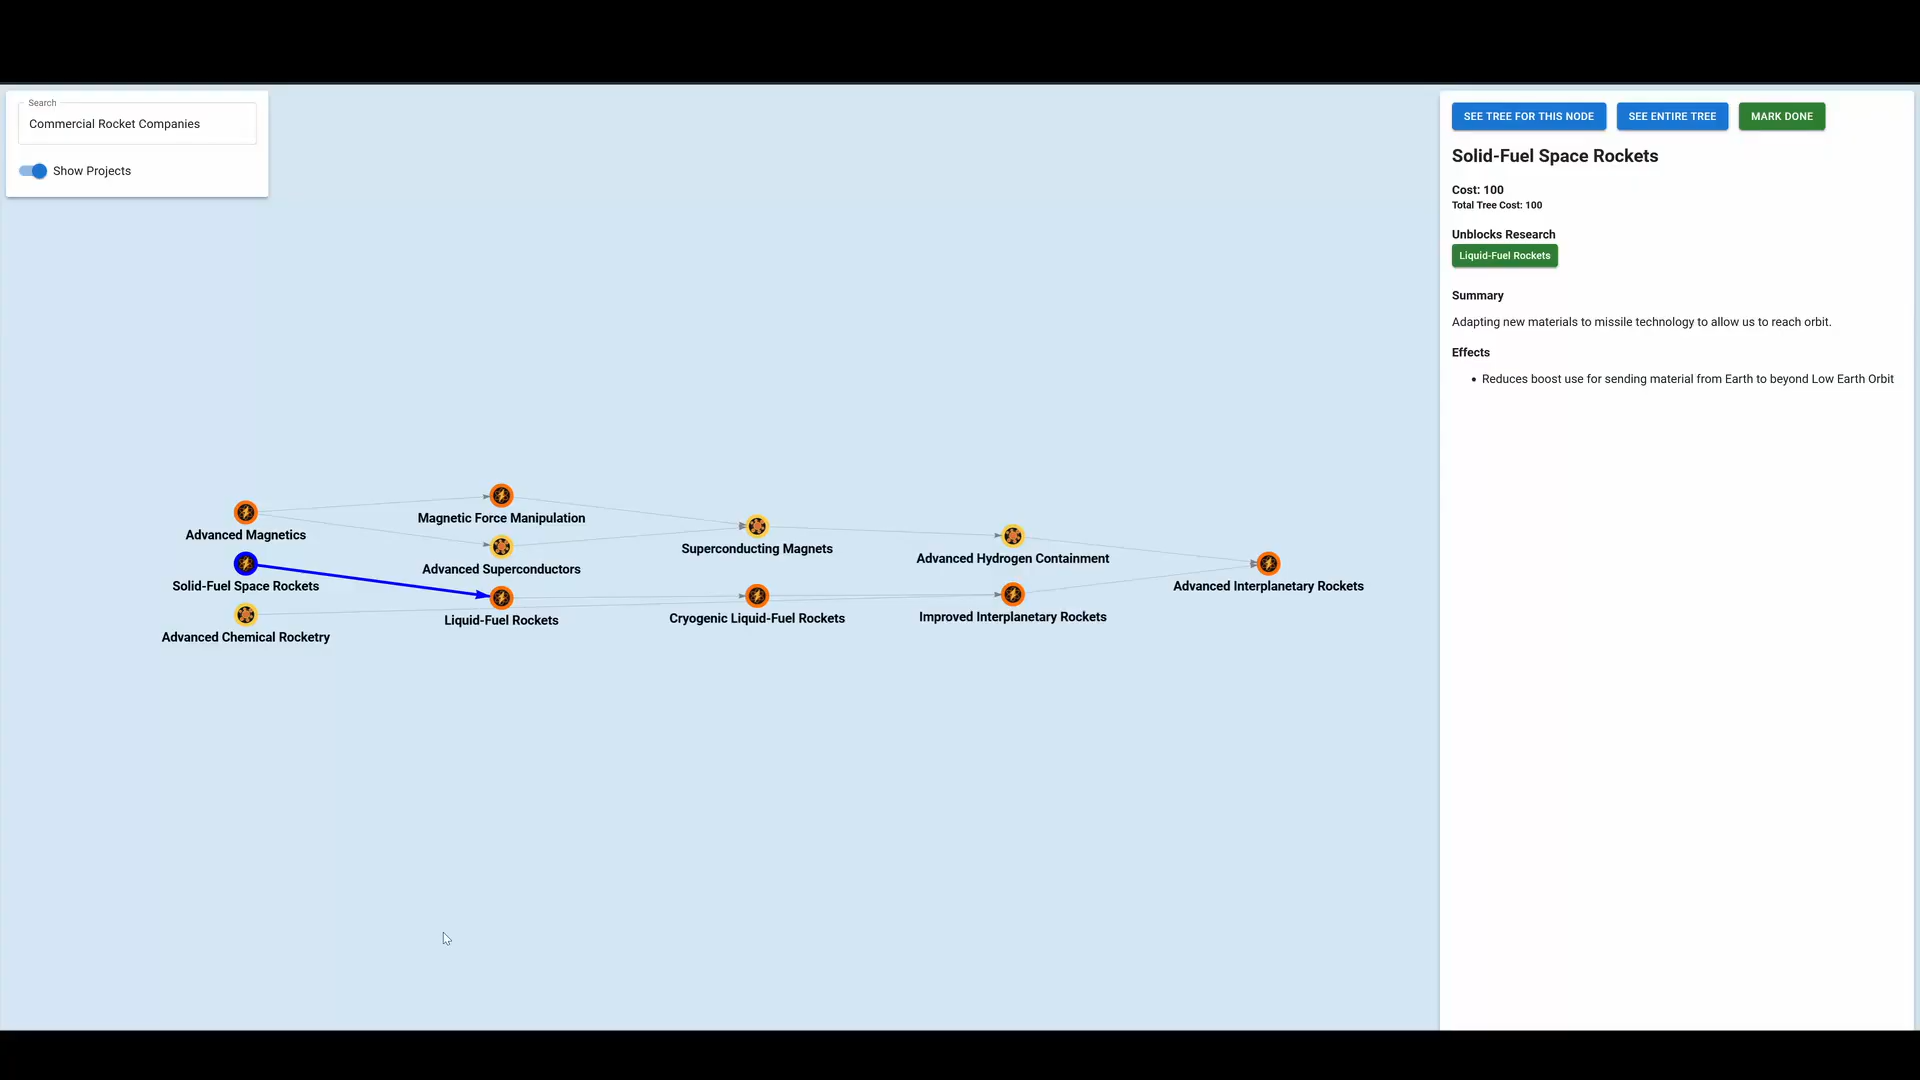 Search
Commercial Rocket Companies
Show Projects
Advanced Magnetics
Solid-Fuel Space Rockets
Advanced Chemical Rocketry
Magnetic Force Manipulation
Advanced Superconductors
Liquid-Fuel Rockets
Superconducting Magnets
Cryogenic Liquid-Fuel Rockets
Advanced Hydrogen Containment
Improved Interplanetary Rockets
Advanced Interplanetary Rockets
SEE TREE FOR THIS NODE
SEE ENTIRE TREE
MARK DONE
Solid-Fuel Space Rockets
Cost: 100
Total Tree Cost: 100
Unblocks Research
Liquid-Fuel Rockets
Summary
Adapting new materials to missile technology to allow us to reach orbit.
Effects
• Reduces boost use for sending material from Earth to beyond Low Earth Orbit